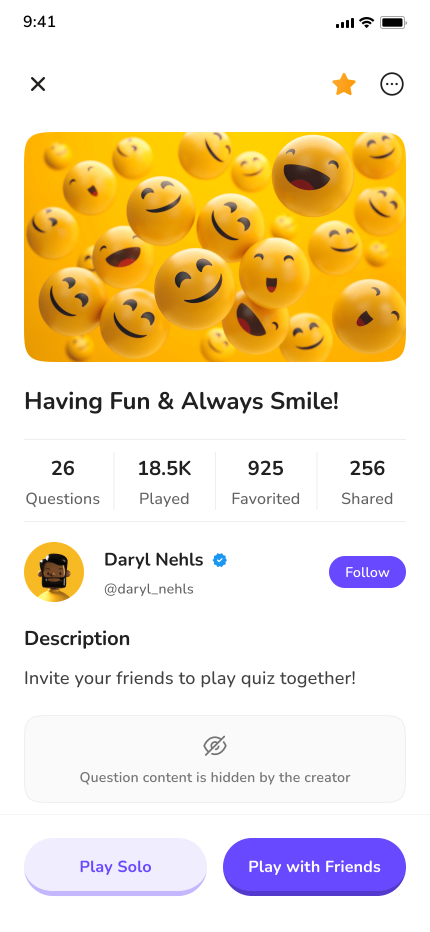 9:41
Having Fun & Always Smile!
26
18.5K
925
256
Questions
Played
Favorited
Shared
Daryl Nehls
@daryl_nehls
Follow
Description
Invite your friends to play quiz together!
Question content is hidden by the creator
Play Solo
Play with Friends